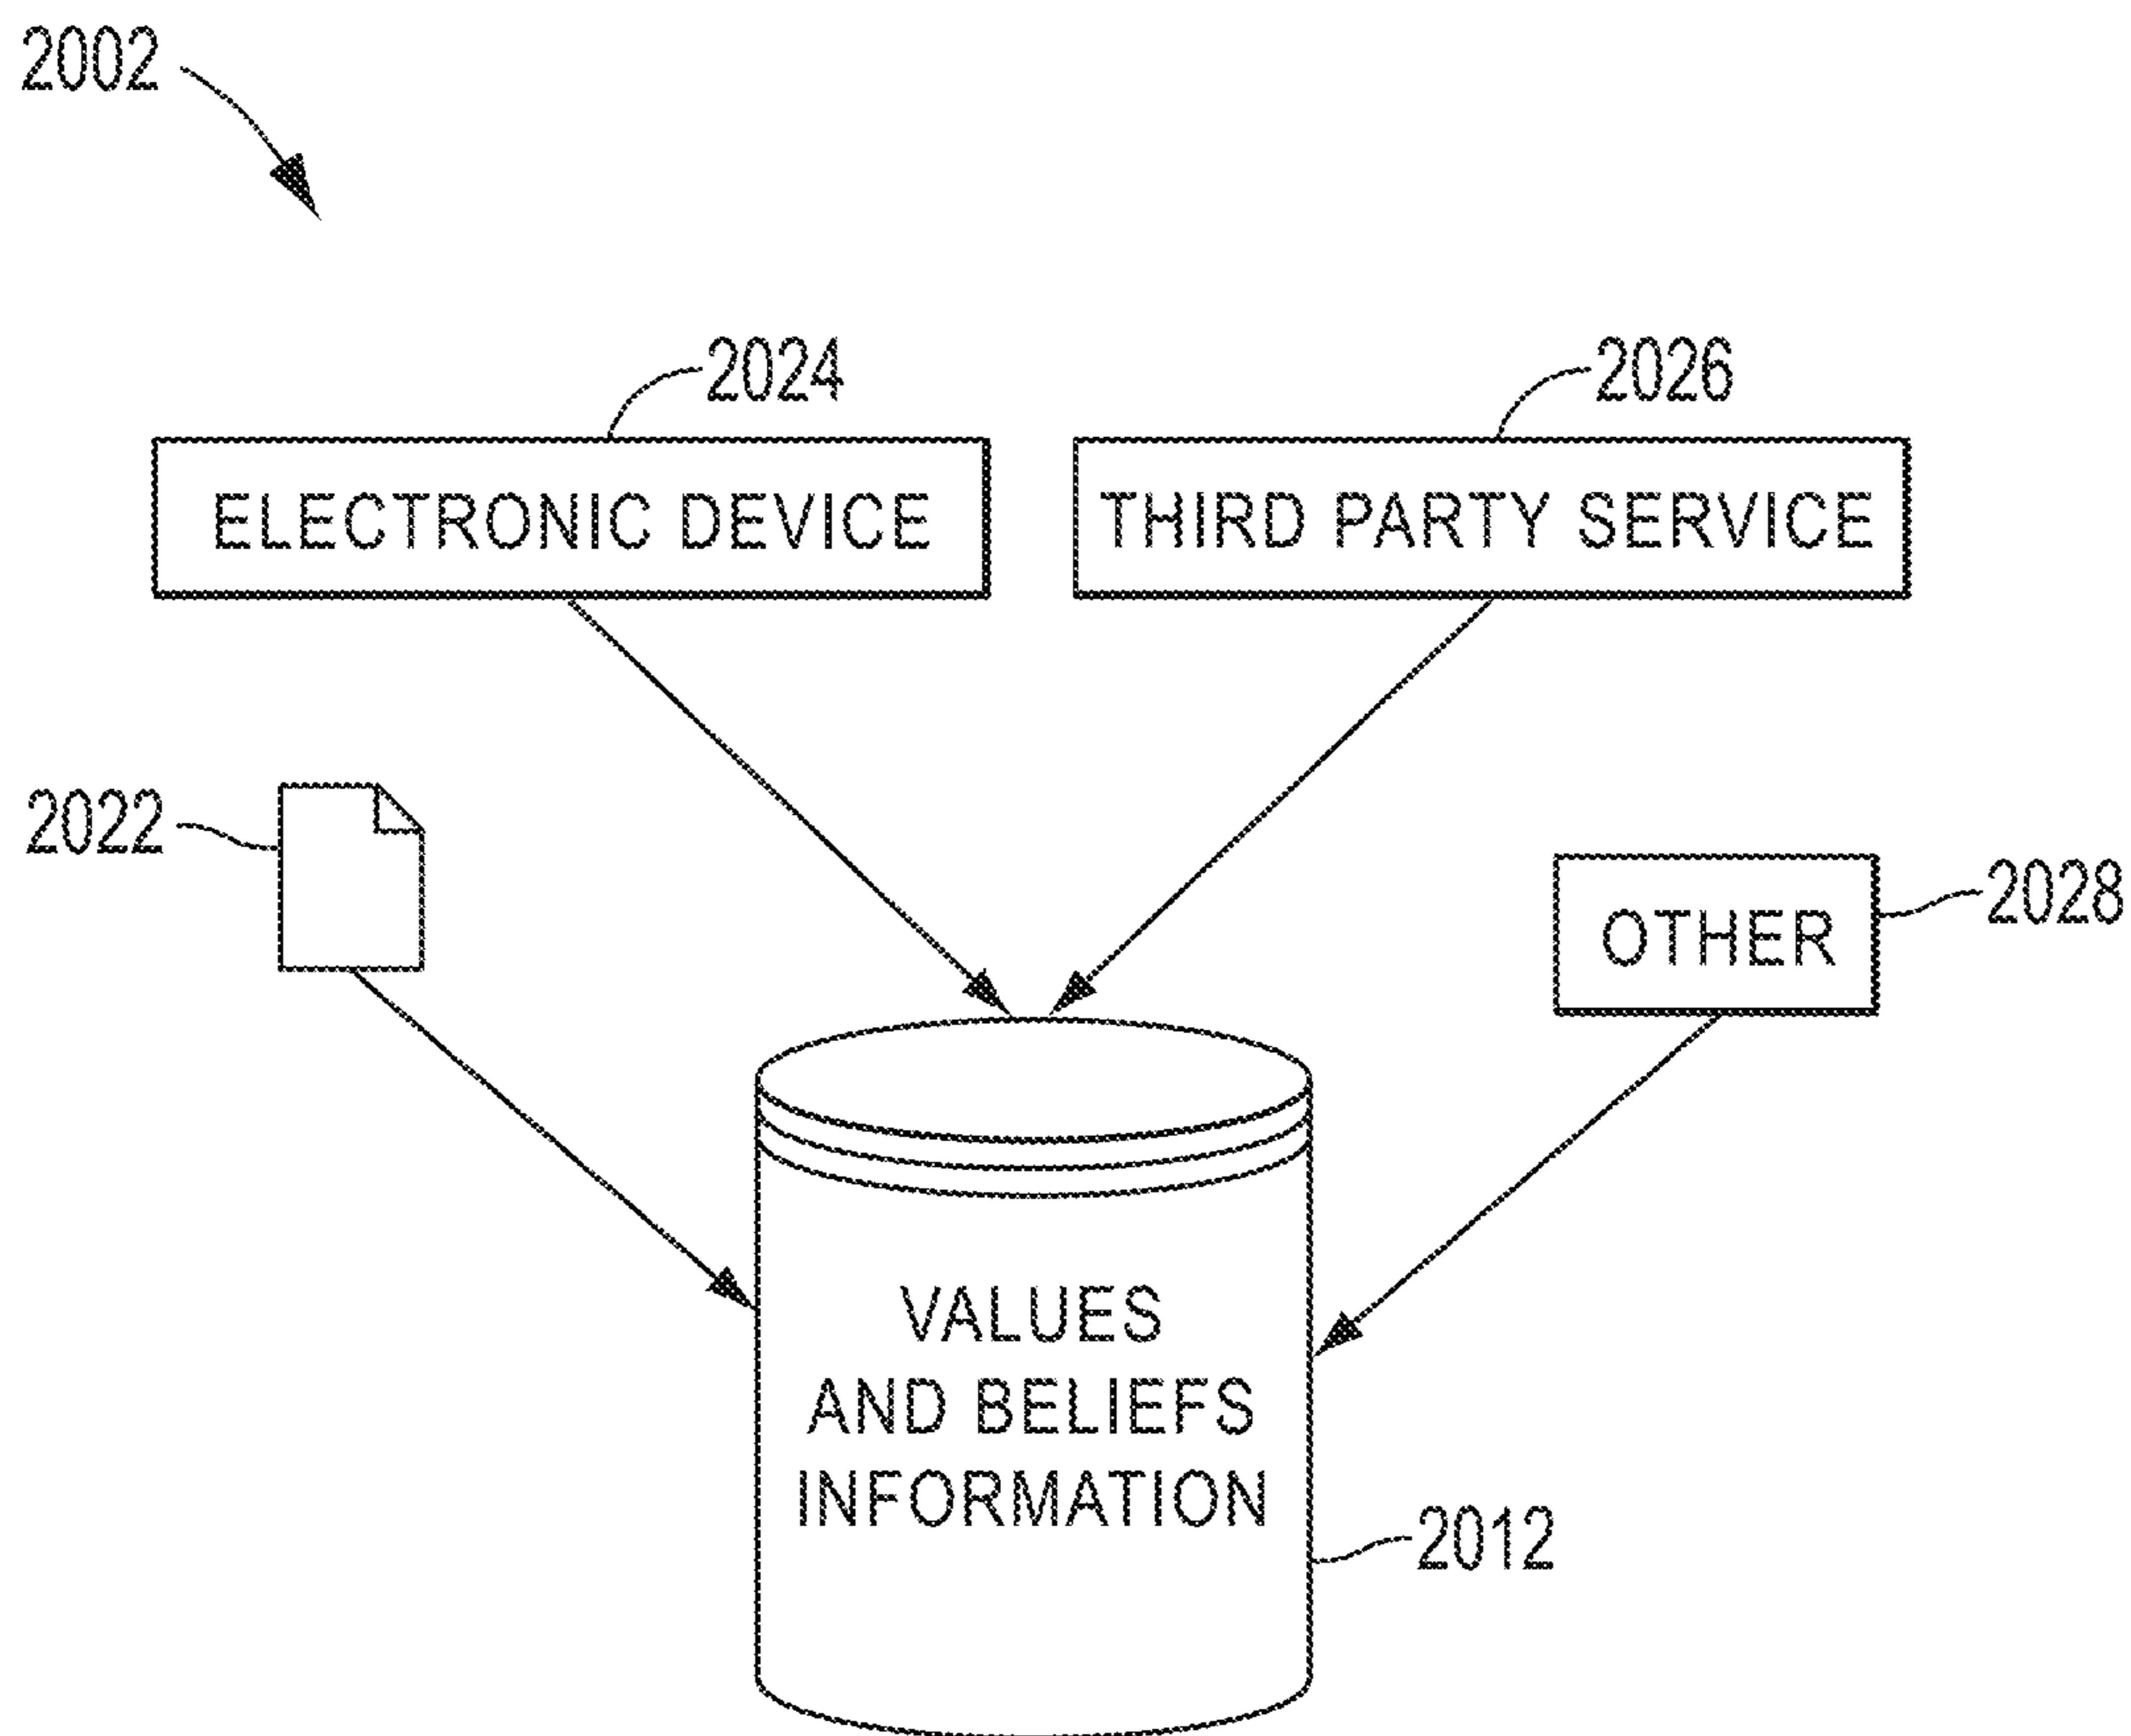 2002
2024
2026
ELECTRONIC DEVICE
THIRD PARTY SERVICE
2022
2028
OTHER
VALUES
AND BELIEFS
INFORMATION
2012